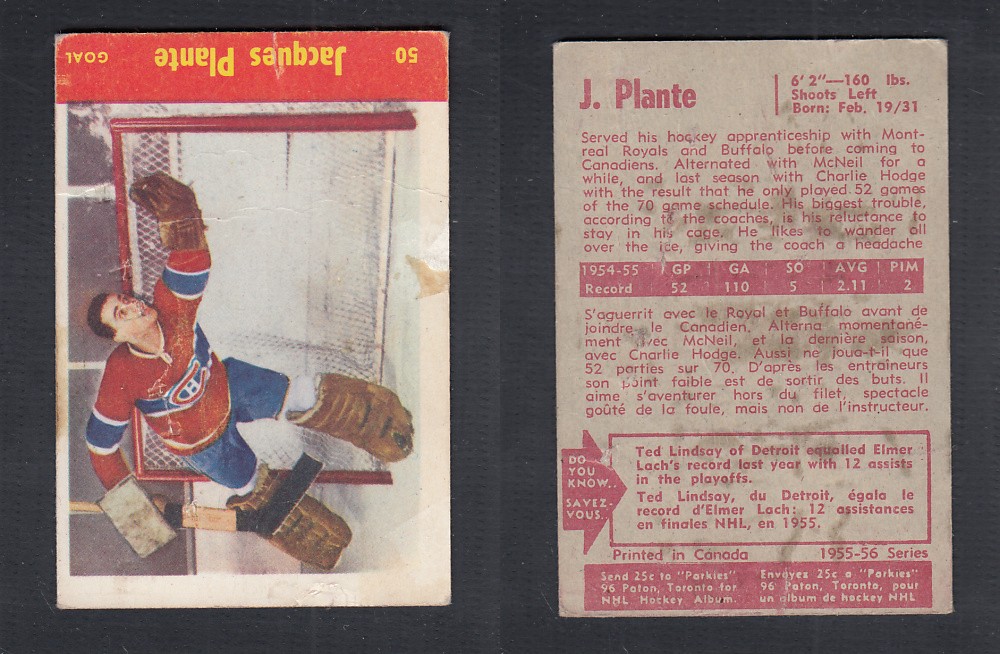 50 Jacques Plante GOAL
J. Plante
6' 2"—160 lbs.
Shoots Left
Born: Feb. 19/31
Served his hockey apprenticeship with Mont-
real Royals and Buffalo before coming to
Canadiens. Alternated with McNeil for a
while, and last season with Charlie Hodge
with the result that he only played 52 games
of the 70 game schedule. His biggest trouble,
according to the coaches, is his reluctance to
stay in his cage. He likes to wander all
over the ice, giving the coach a headache
1954-55 GP GA SO AVG PIM
Record 52 110 5 2.11 2
S'aguerrit avec le Royal et Buffalo avant de
joindre le Canadien. Alterna momentané-
ment avec McNeil, et la dernière saison,
avec Charlie Hodge. Aussi ne joua-t-il que
52 parties sur 70. D'après les entraîneurs
son point faible est de sortir des buts. Il
aime s'aventurer hors du filet, spectacle
goûté de la foule, mais non de l'instructeur.
DO
YOU
KNOW..
SAVEZ-
VOUS..
Ted Lindsay of Detroit equalled Elmer
Lach's record last year with 12 assists
in the playoffs.
Ted Lindsay, du Detroit, égala le
record d'Elmer Lach: 12 assistances
en finales NHL, en 1955.
Printed in Canada 1955-56 Series
Send 25c to "Parkies"
96 Paton, Toronto for
NHL Hockey Album.
Envoyez 25c a "Parkies"
96 Paton, Toronto, pour
un album de hockey NHL